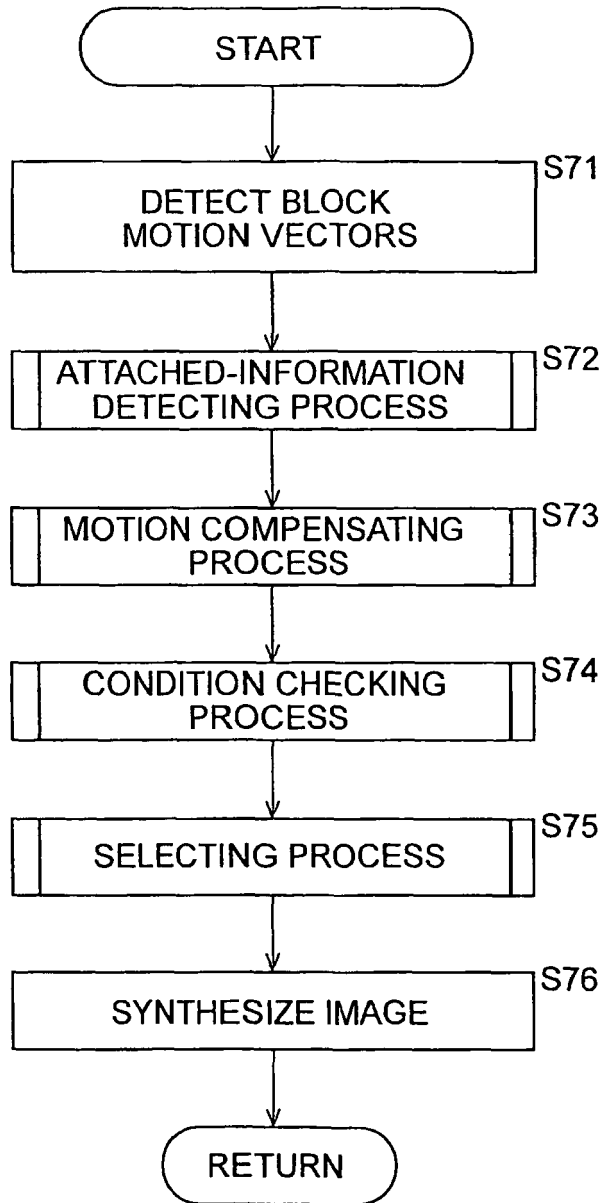 START
S71
DETECT BLOCK
MOTION VECTORS
S72
ATTACHED-INFORMATION
DETECTING PROCESS
S73
MOTION COMPENSATING
PROCESS
S74
CONDITION CHECKING
PROCESS
S75
SELECTING PROCESS
S76
SYNTHESIZE IMAGE
RETURN